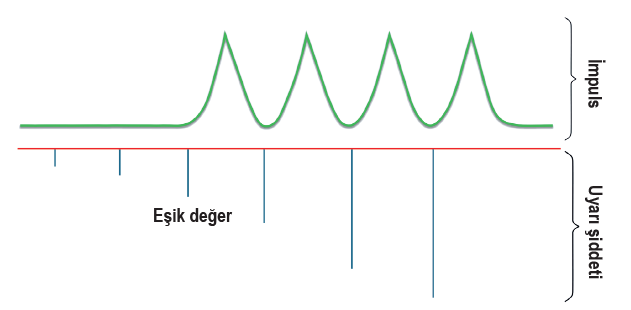 İmpuls
Eşik değer
Uyarı şiddeti